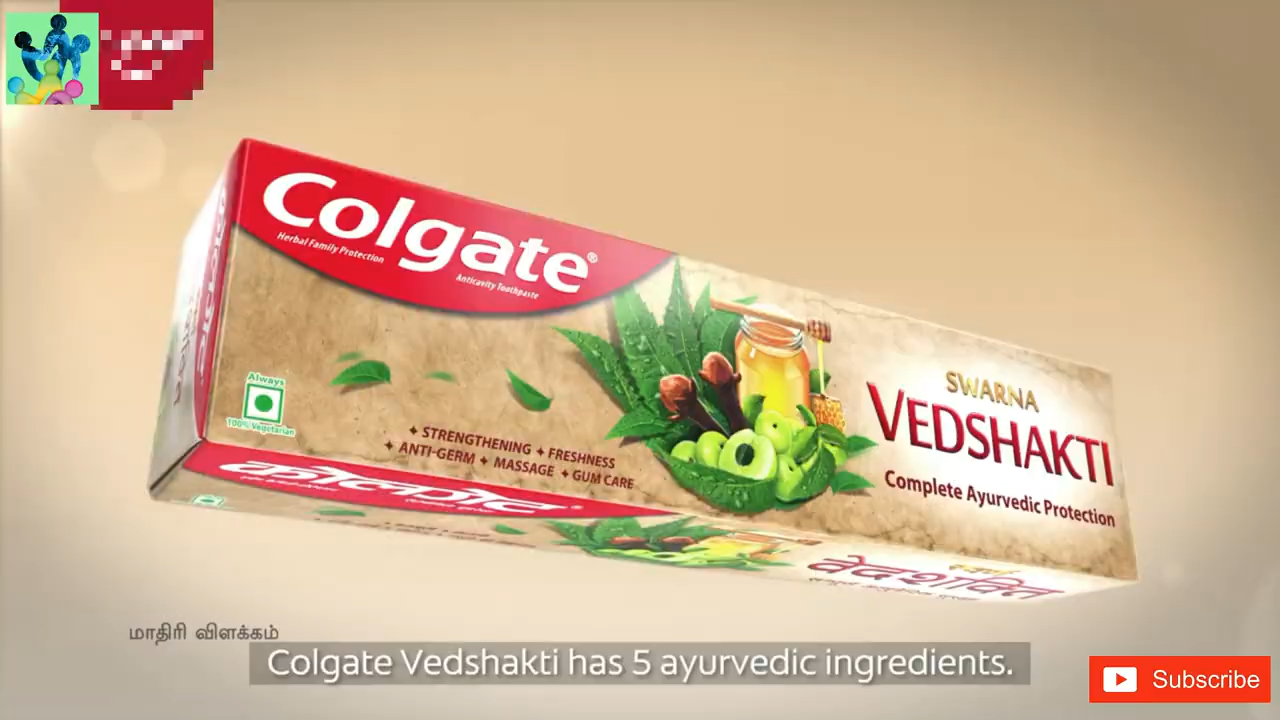 Colgate®
Herbal Family Protection
Anticavity Toothpaste
Always
100% Vegetarian
✦ STRENGTHENING ✦ FRESHNESS
✦ ANTI-GERM ✦ MASSAGE ✦ GUM CARE
SWARNA
VEDSHAKTI
Complete Ayurvedic Protection
कोलगेट
स्वर्ण
वेदशक्ति
மாதிரி விளக்கம்
Colgate Vedshakti has 5 ayurvedic ingredients.
Subscribe